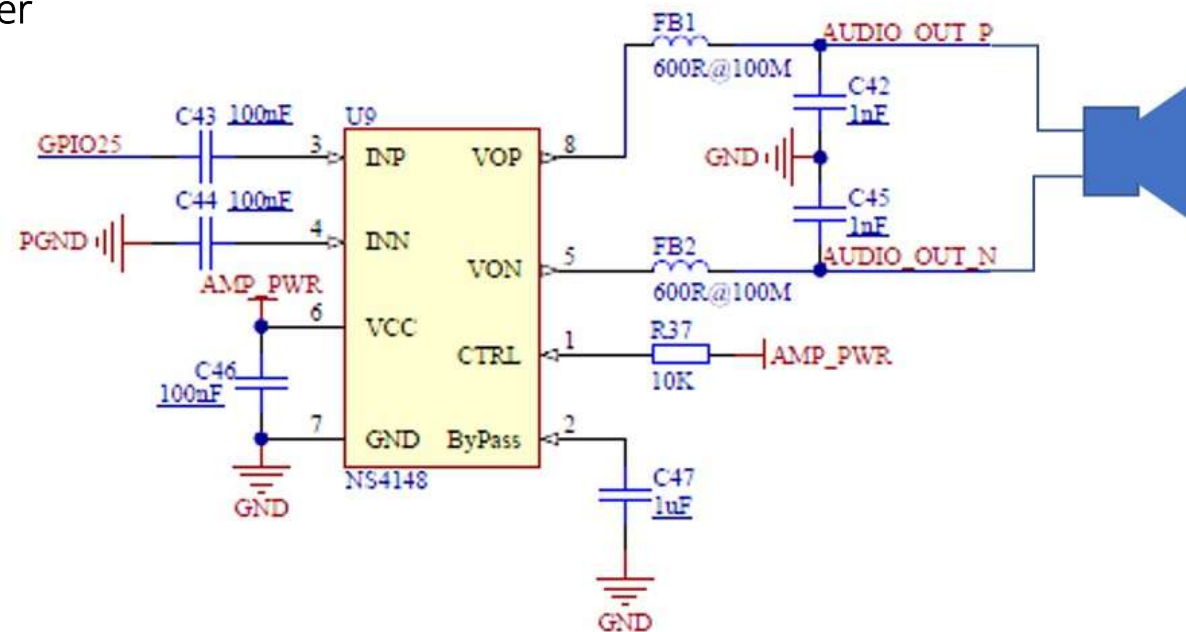 er
FB1
AUDIO_OUT_P
600R@100M
C42
1nF
C43 100nF
U9
GPIO25
3
INP
VOP
8
GND
C44 100nF
C45
1nF
PGND
4
INN
FB2
AUDIO_OUT_N
VON
5
AMP_PWR
600R@100M
6
VCC
R37
CTRL
1
AMP_PWR
C46
100nF
10K
7
GND
ByPass
2
NS4148
C47
1uF
GND
GND